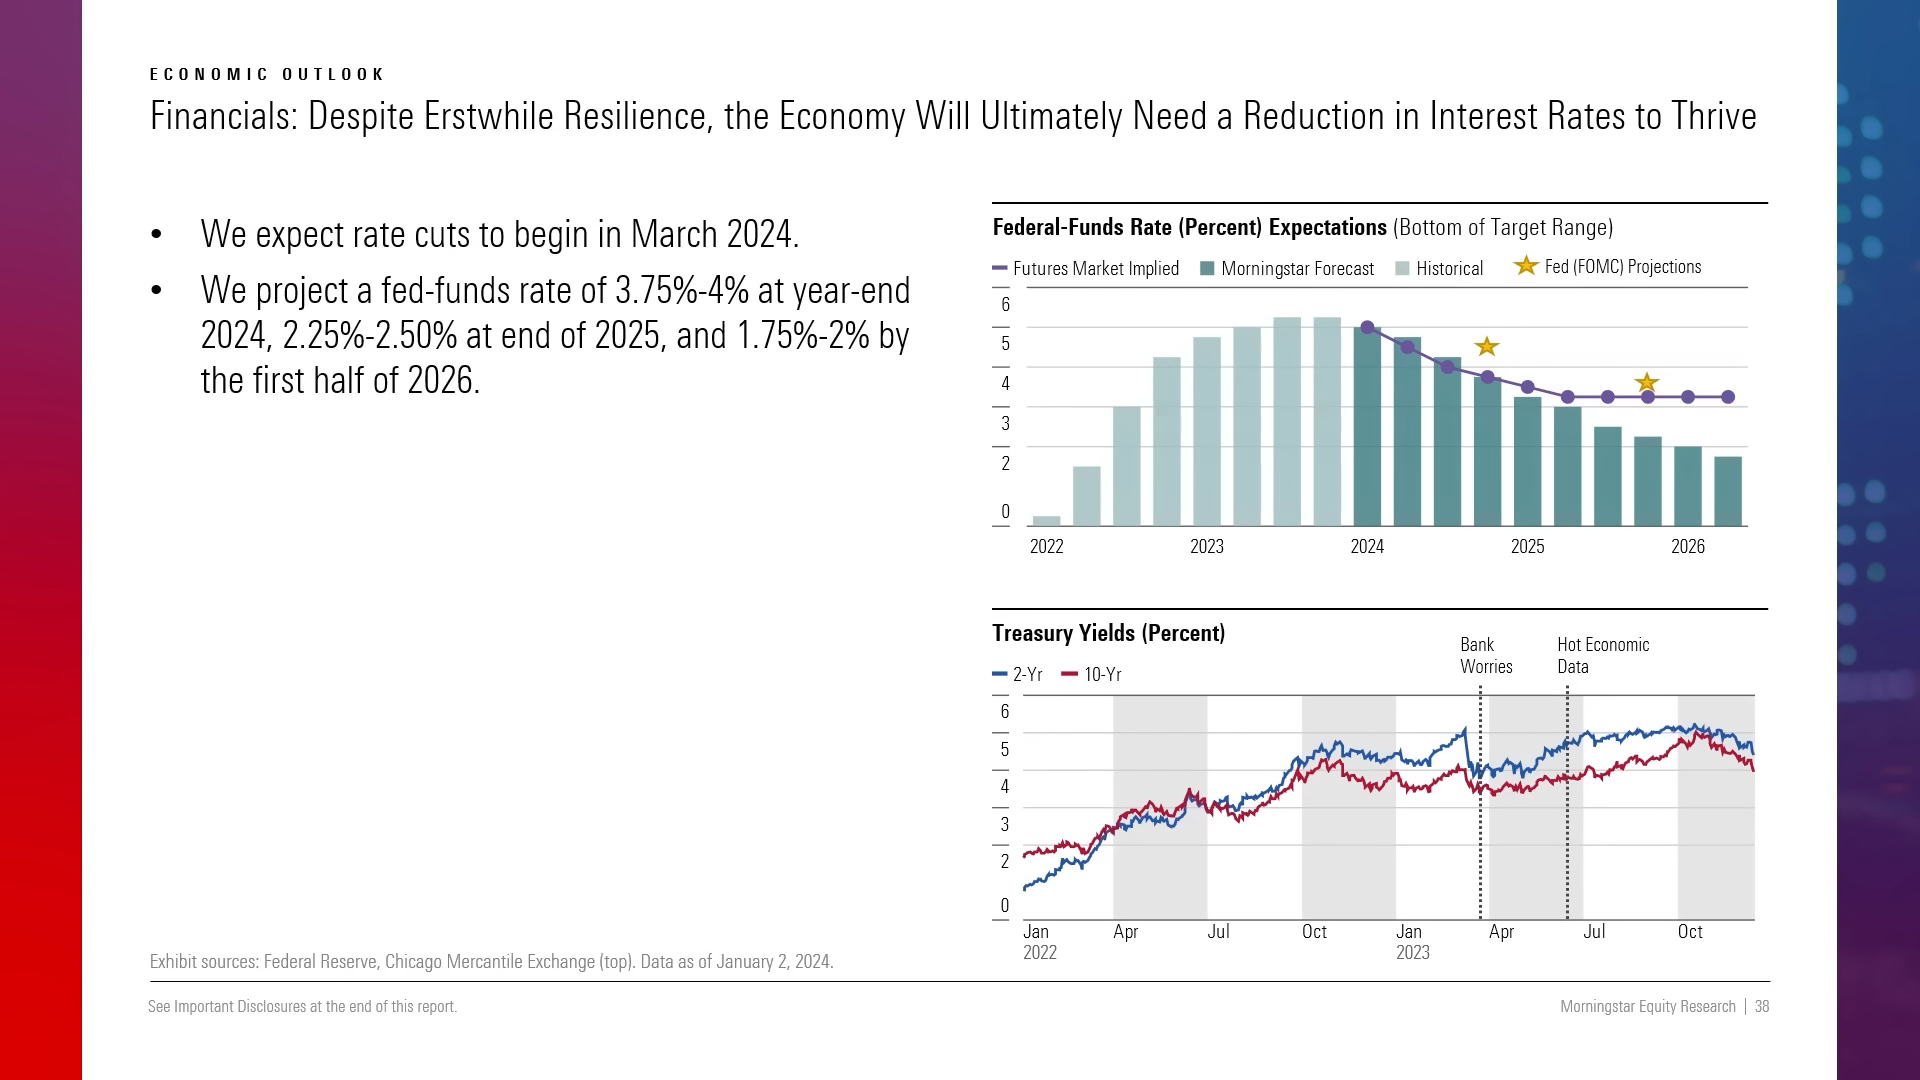 ECONOMIC OUTLOOK
Financials: Despite Erstwhile Resilience, the Economy Will Ultimately Need a Reduction in Interest Rates to Thrive
• We expect rate cuts to begin in March 2024.
• We project a fed-funds rate of 3.75%-4% at year-end
2024, 2.25%-2.50% at end of 2025, and 1.75%-2% by
the first half of 2026.
Federal-Funds Rate (Percent) Expectations (Bottom of Target Range)
Futures Market Implied Morningstar Forecast Historical Fed (FOMC) Projections
6
5
4
3
2
0
2022 2023 2024 2025 2026
Treasury Yields (Percent)
Bank
Worries
Hot Economic
Data
2-Yr 10-Yr
6
5
4
3
2
0
Jan Apr Jul Oct Jan Apr Jul Oct
2022 2023
Exhibit sources: Federal Reserve, Chicago Mercantile Exchange (top). Data as of January 2, 2024.
See Important Disclosures at the end of this report.
Morningstar Equity Research | 38